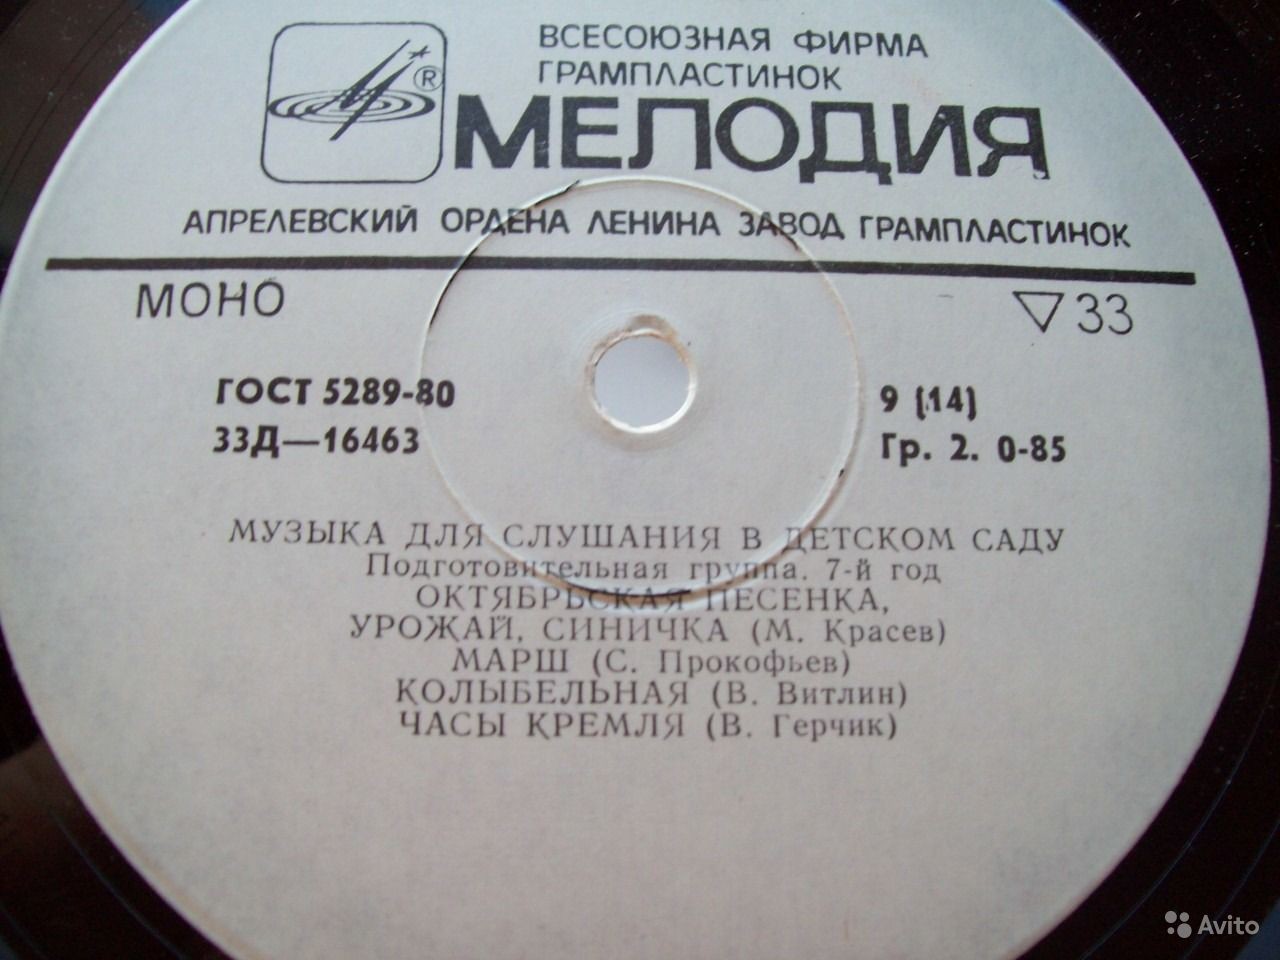 ВСЕСОЮЗНАЯ ФИРМА
ГРАМПЛАСТИНОК
®
МЕЛОДИЯ
АПРЕЛЕВСКИЙ ОРДЕНА ЛЕНИНА ЗАВОД ГРАМПЛАСТИНОК
МОНО ▽33
ГОСТ 5289-80 9 (14)
33Д—16463 Гр. 2. 0-85
МУЗЫКА ДЛЯ СЛУШАНИЯ В ДЕТСКОМ САДУ
Подготовительная группа. 7-й год
ОКТЯБРЬСКАЯ ПЕСЕНКА,
УРОЖАЙ, СИНИЧКА (М. Красев)
МАРШ (С. Прокофьев)
КОЛЫБЕЛЬНАЯ (В. Витлин)
ЧАСЫ КРЕМЛЯ (В. Герчик)
Avito